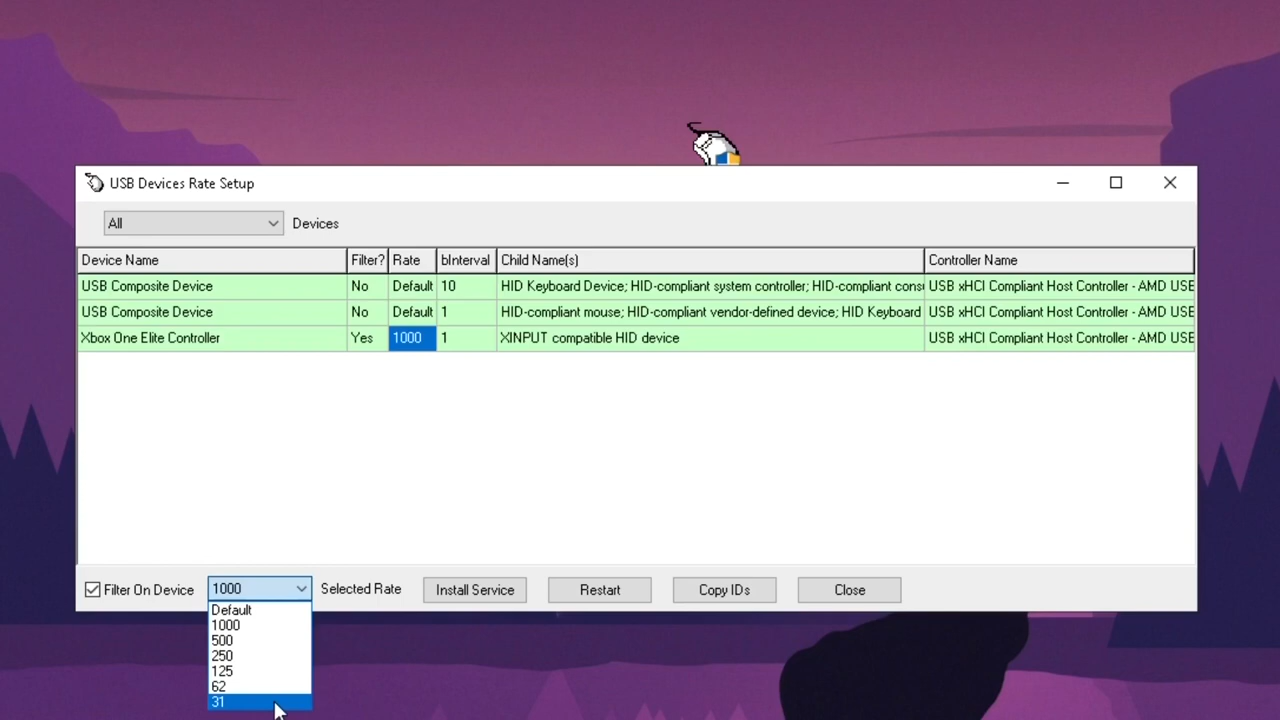 USB Devices Rate Setup
All Devices
Device Name Filter? Rate bInterval Child Name(s) Controller Name
USB Composite Device No Default 10 HID Keyboard Device; HID-compliant system controller; HID-compliant cons USB xHCI Compliant Host Controller - AMD USB
USB Composite Device No Default 1 HID-compliant mouse; HID-compliant vendor-defined device; HID Keyboard USB xHCI Compliant Host Controller - AMD USB
Xbox One Elite Controller Yes 1000 1 XINPUT compatible HID device USB xHCI Compliant Host Controller - AMD USB
Filter On Device 1000 Selected Rate Install Service Restart Copy IDs Close
Default
1000
500
250
125
62
31